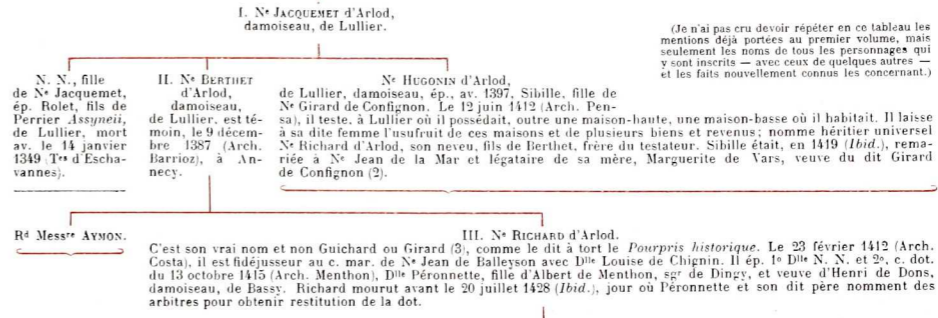 I. Nᵉ JACQUEMET d'Arlod,
damoiseau, de Lullier.
(Je n'ai pas cru devoir répéter en ce tableau les
mentions déjà portées au premier volume, mais
seulement les noms de tous les personnages qui
y sont inscrits — avec ceux de quelques autres —
et les faits nouvellement connus les concernant.)
N. N., fille
de Nᵉ Jacquemet,
ép. Rolet, fils de
Perrier Assyneii,
de Lullier, mort
av. le 14 janvier
1349 (Tᵉˢ d'Escha-
vannes).
II. Nᵉ BERTHET
d'Arlod,
damoiseau,
de Lullier, est té-
moin, le 9 décem-
bre 1387 (Arch.
Barrioz), à An-
necy.
Nᵉ HUGONIN d'Arlod,
de Lullier, damoiseau, ép., av. 1397, Sibille, fille de
Nᵉ Girard de Confignon. Le 12 juin 1412 (Arch. Pen-
sa), il teste, à Lullier où il possédait, outre une maison-haute, une maison-basse où il habitait. Il laisse
à sa dite femme l'usufruit de ces maisons et de plusieurs biens et revenus; nomme héritier universel
Nᵉ Richard d'Arlod, son neveu, fils de Berthet, frère du testateur. Sibille était, en 1419 (Ibid.), rema-
riée à Nᵉ Jean de la Mar et légataire de sa mère, Marguerite de Vars, veuve du dit Girard
de Confignon (2).
Rᵈ Messʳᵉ AYMON.
III. Nᵉ RICHARD d'Arlod.
C'est son vrai nom et non Guichard ou Girard (3), comme le dit à tort le Pourpris historique. Le 23 février 1412 (Arch.
Costa), il est fidéjusseur au c. mar. de Nᵉ Jean de Balleyson avec Dˡˡᵉ Louise de Chignin. Il ép. 1º Dˡˡᵉ N. N. et 2º, c. dot.
du 13 octobre 1415 (Arch. Menthon), Dˡˡᵉ Péronnette, fille d'Albert de Menthon, sgʳ de Dingy, et veuve d'Henri de Dons,
damoiseau, de Bassy. Richard mourut avant le 20 juillet 1428 (Ibid.), jour où Péronnette et son dit père nomment des
arbitres pour obtenir restitution de la dot.